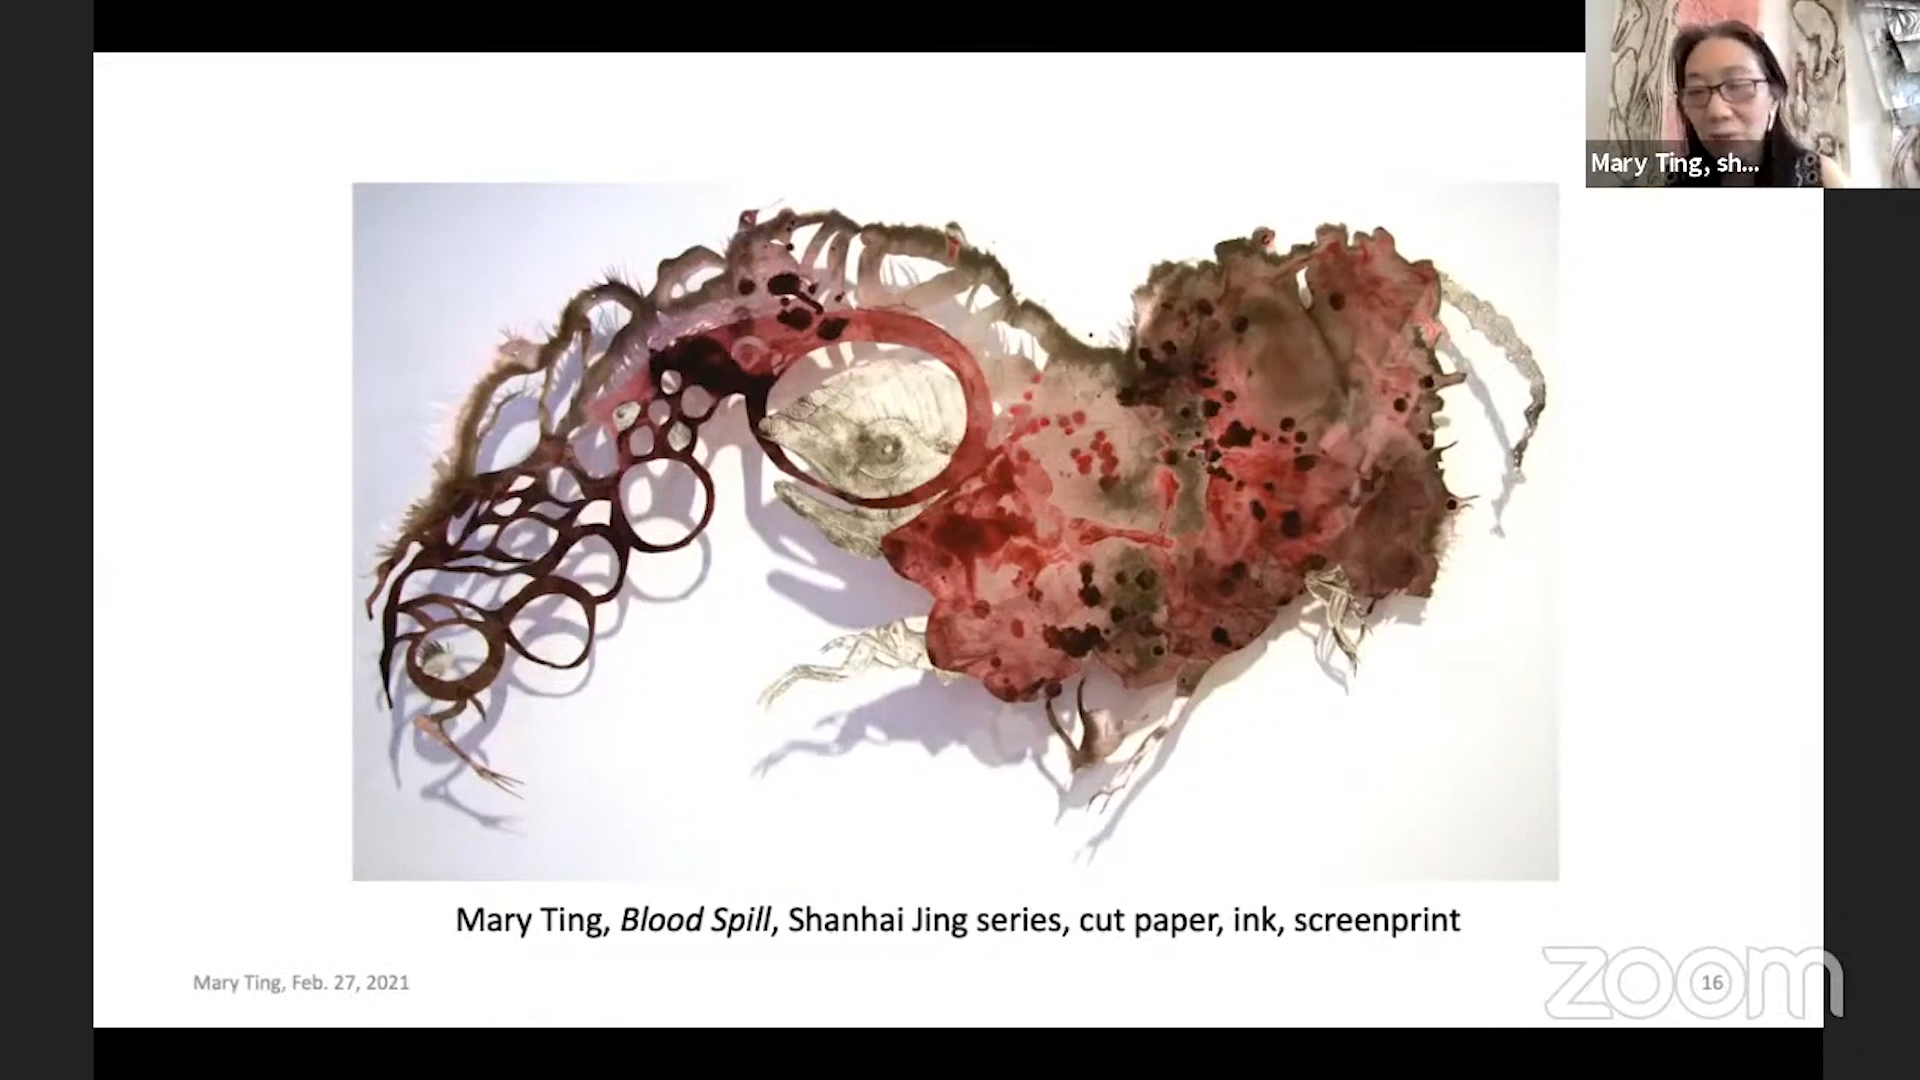 Mary Ting, sh...
Mary Ting, Blood Spill, Shanhai Jing series, cut paper, ink, screenprint
Mary Ting, Feb. 27, 2021
16
zoom